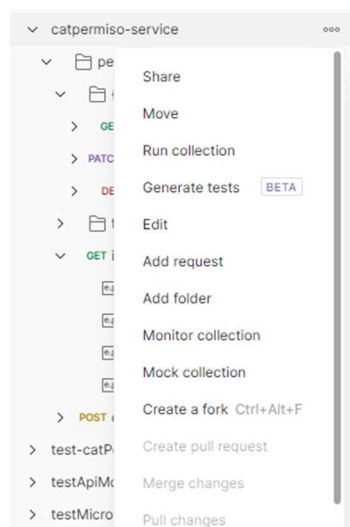 catpermiso-service
pe
Share
Move
GE
Run collection
PATC
Generate tests BETA
DE
Edit
GET
Add request
Add folder
Monitor collection
Mock collection
POST
Create a fork Ctrl+Alt+F
Create pull request
test-catP
Merge changes
testApiMo
Pull changes
testMicro